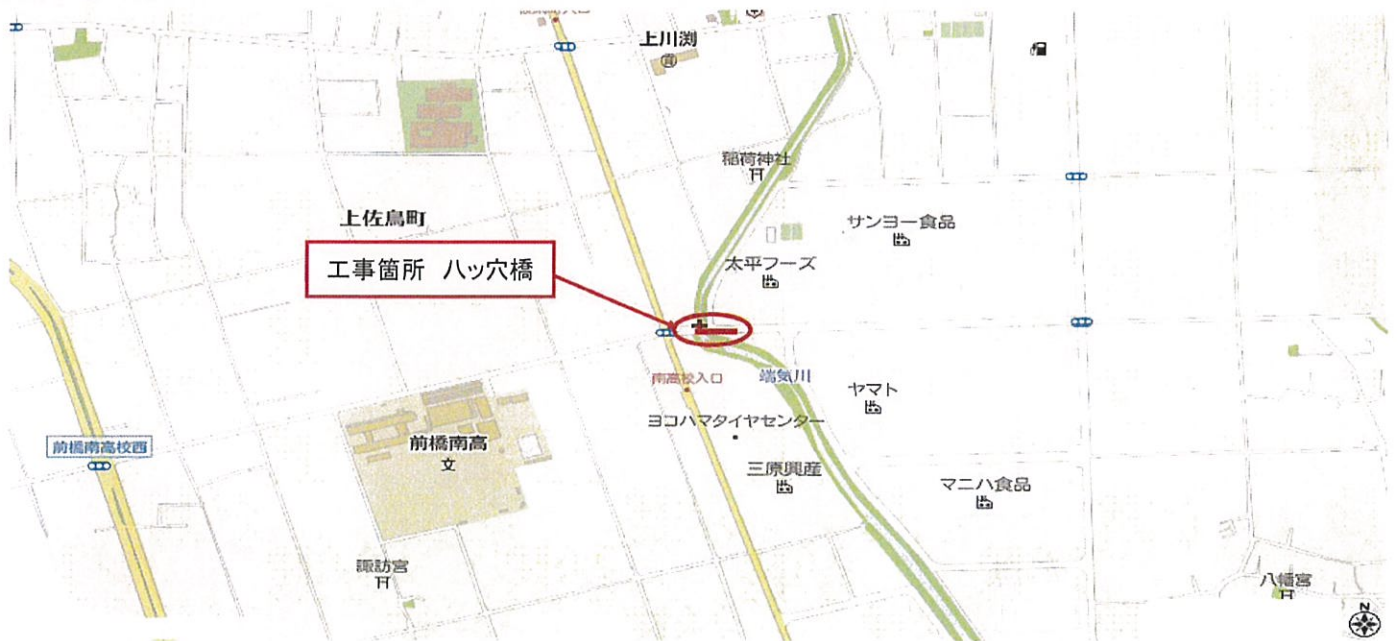 上川渕
稲荷神社
上佐鳥町
サンヨー食品
工事箇所 八ッ穴橋
太平フーズ
南高校入口
端気川
ヤマト
ヨコハマタイヤセンター
前橋南高校西
前橋南高
文
三原興産
マニハ食品
諏訪宮
八幡宮
N